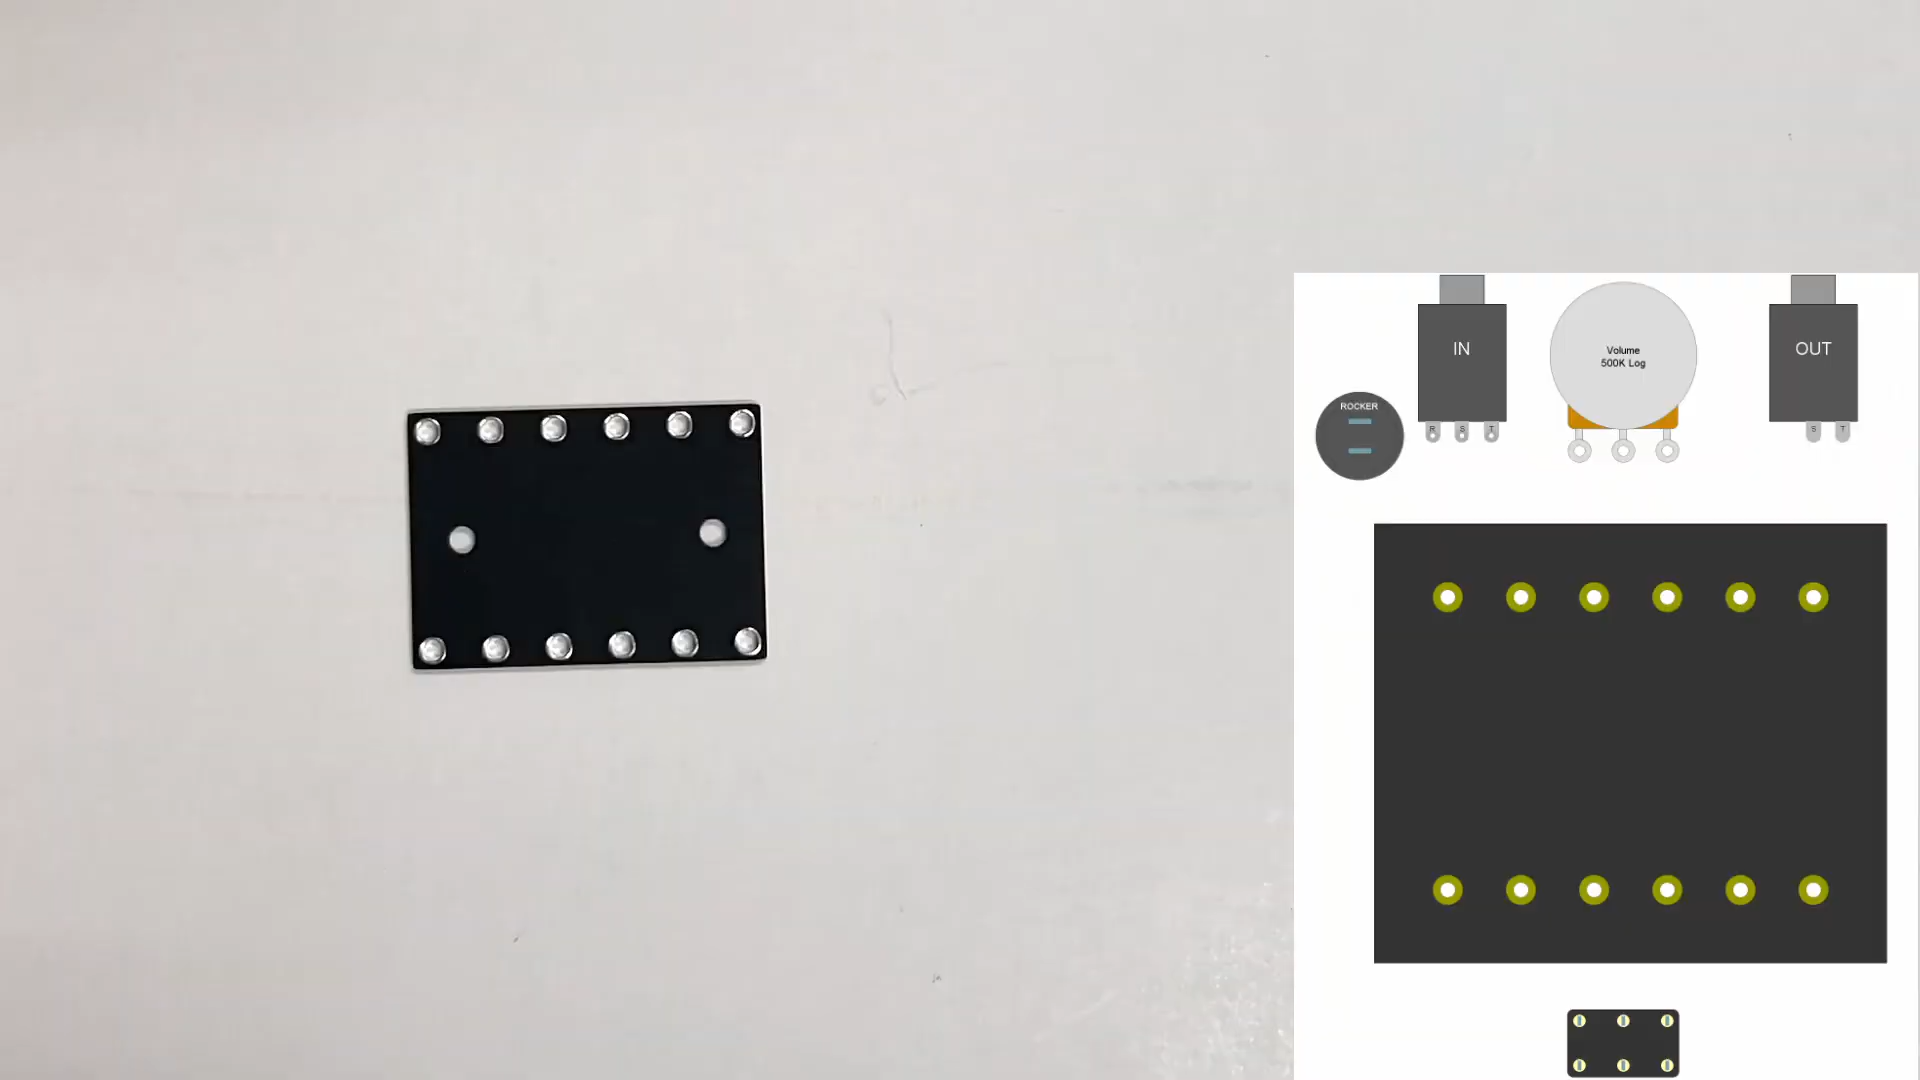 IN
Volume
500K Log
OUT
ROCKER
R S T
S T